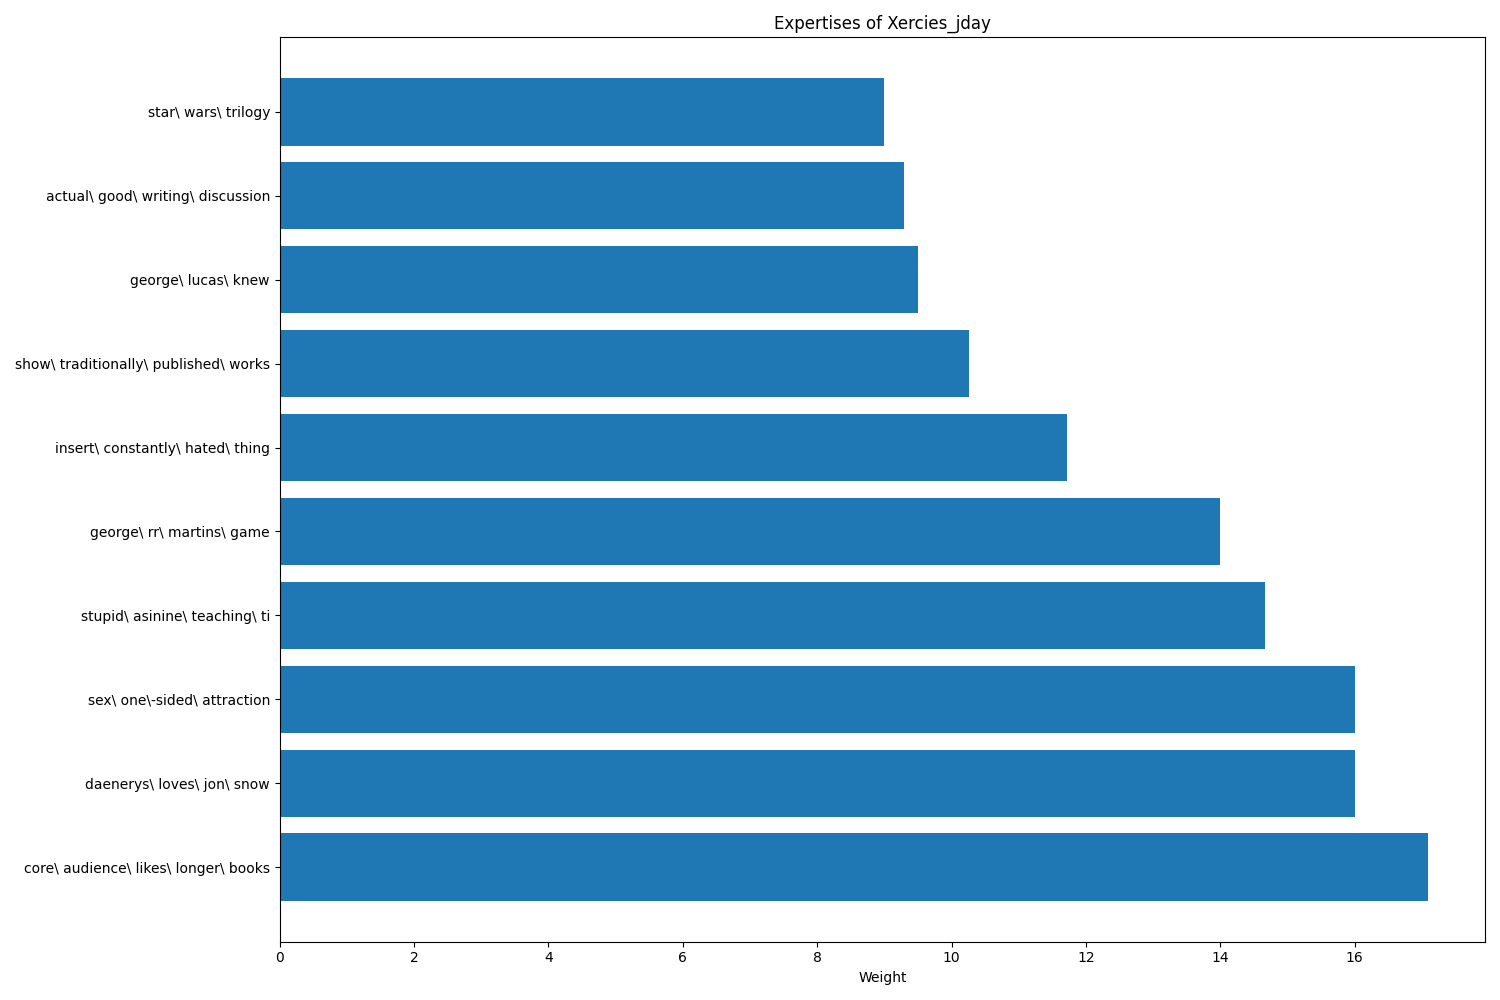 Expertises of Xercies_jday
star\ wars\ trilogy
actual\ good\ writing\ discussion
george\ lucas\ knew
show\ traditionally\ published\ works
insert\ constantly\ hated\ thing
george\ rr\ martins\ game
stupid\ asinine\ teaching\ ti
sex\ one\-sided\ attraction
daenerys\ loves\ jon\ snow
core\ audience\ likes\ longer\ books
0 2 4 6 8 10 12 14 16
Weight